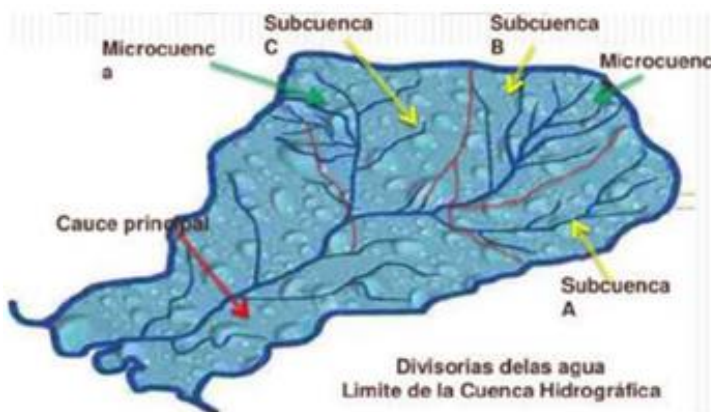 Subcuenca
C
Subcuenca
B
Microcuenc
a
Microcuenc
Cauce principal
Subcuenca
A
Divisorias delas agua
Limite de la Cuenca Hidrográfica